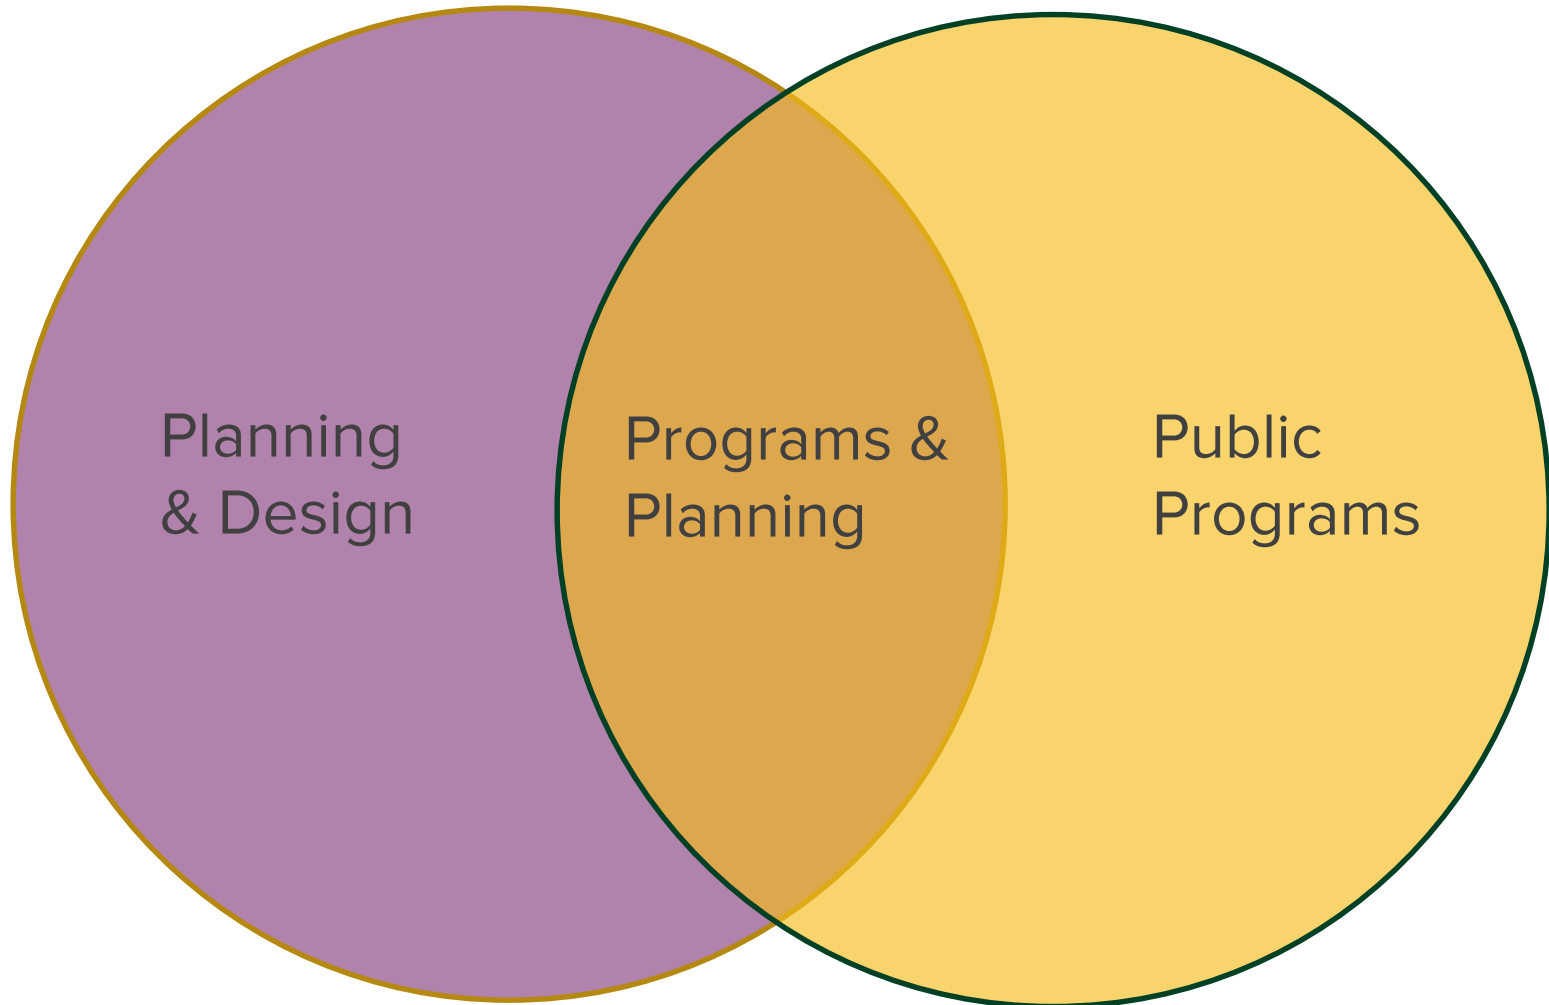 Planning
& Design
Programs &
Planning
Public
Programs